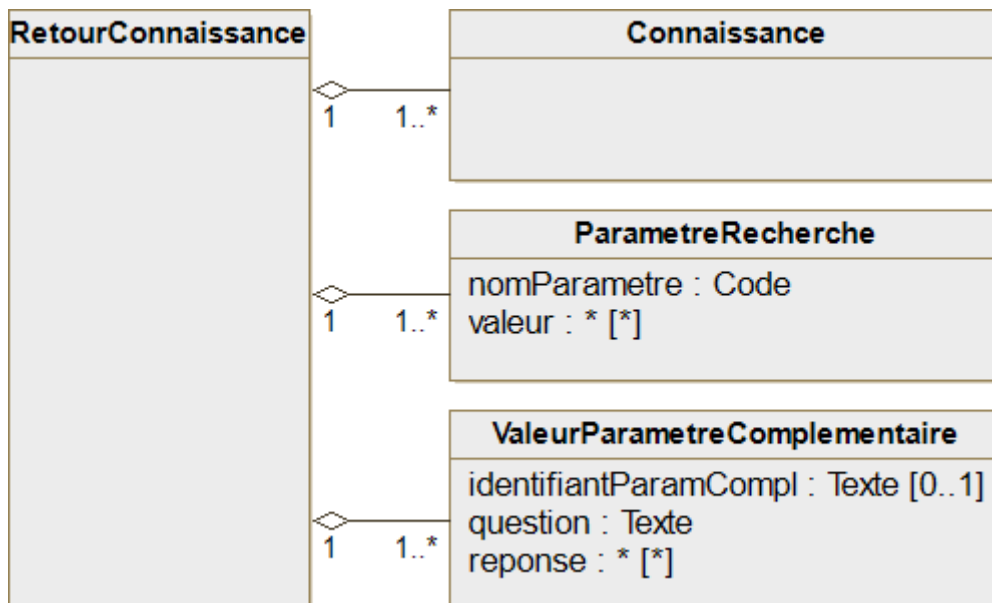 RetourConnaissance
Connaissance
1 1..*
ParametreRecherche
nomParametre : Code
valeur : * [*]
1 1..*
ValeurParametreComplementaire
identifiantParamCompl : Texte [0..1]
question : Texte
reponse : * [*]
1 1..*